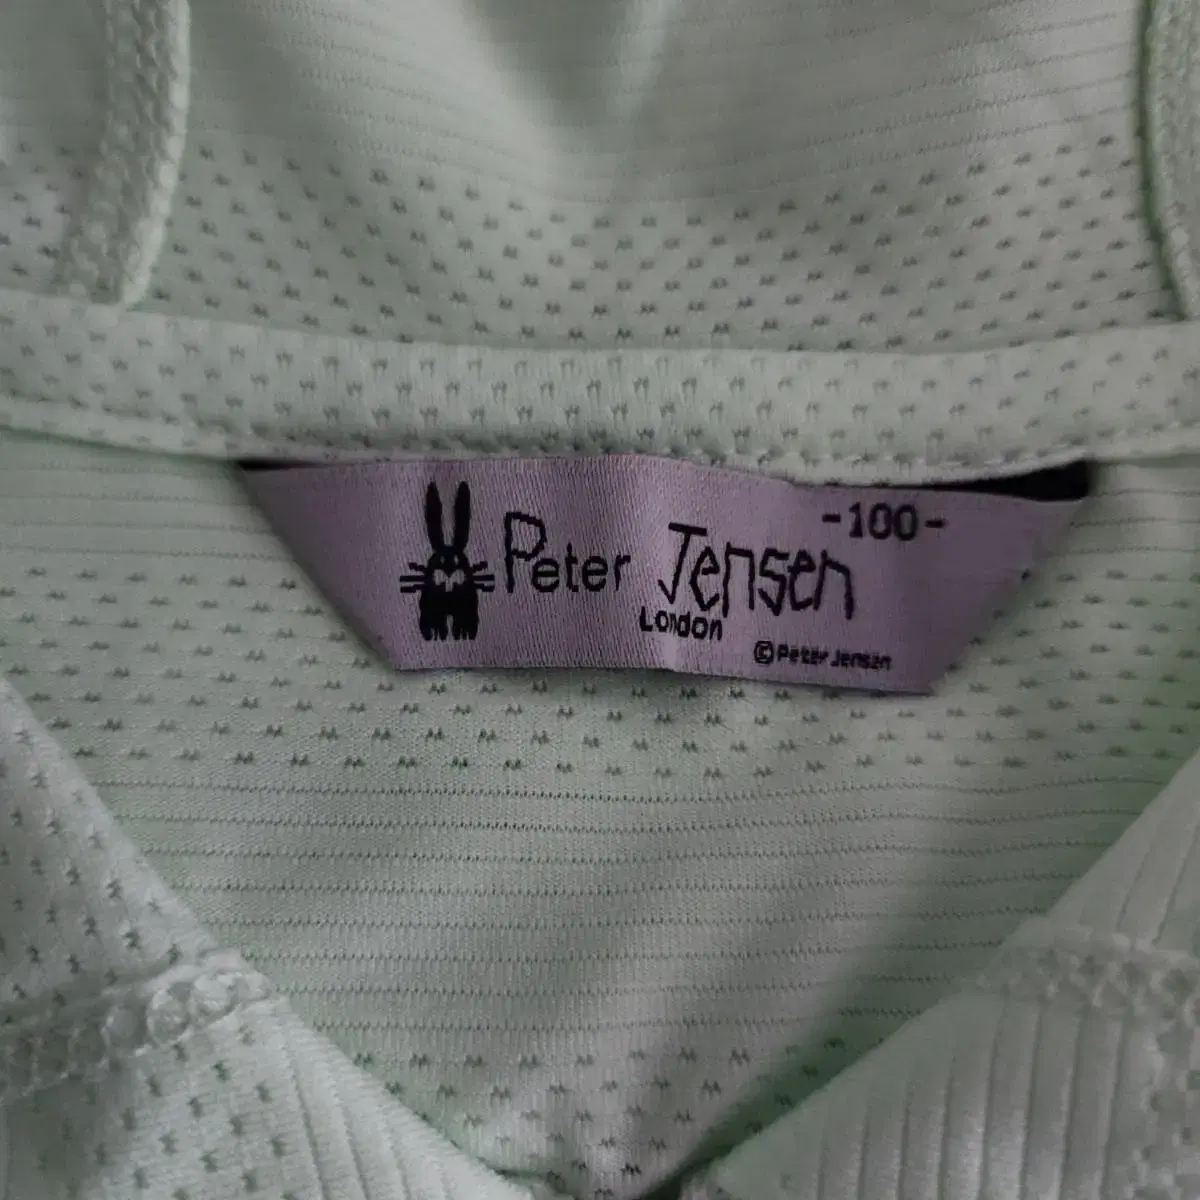 -100-
Peter Jensen
London
©Peter Jensen